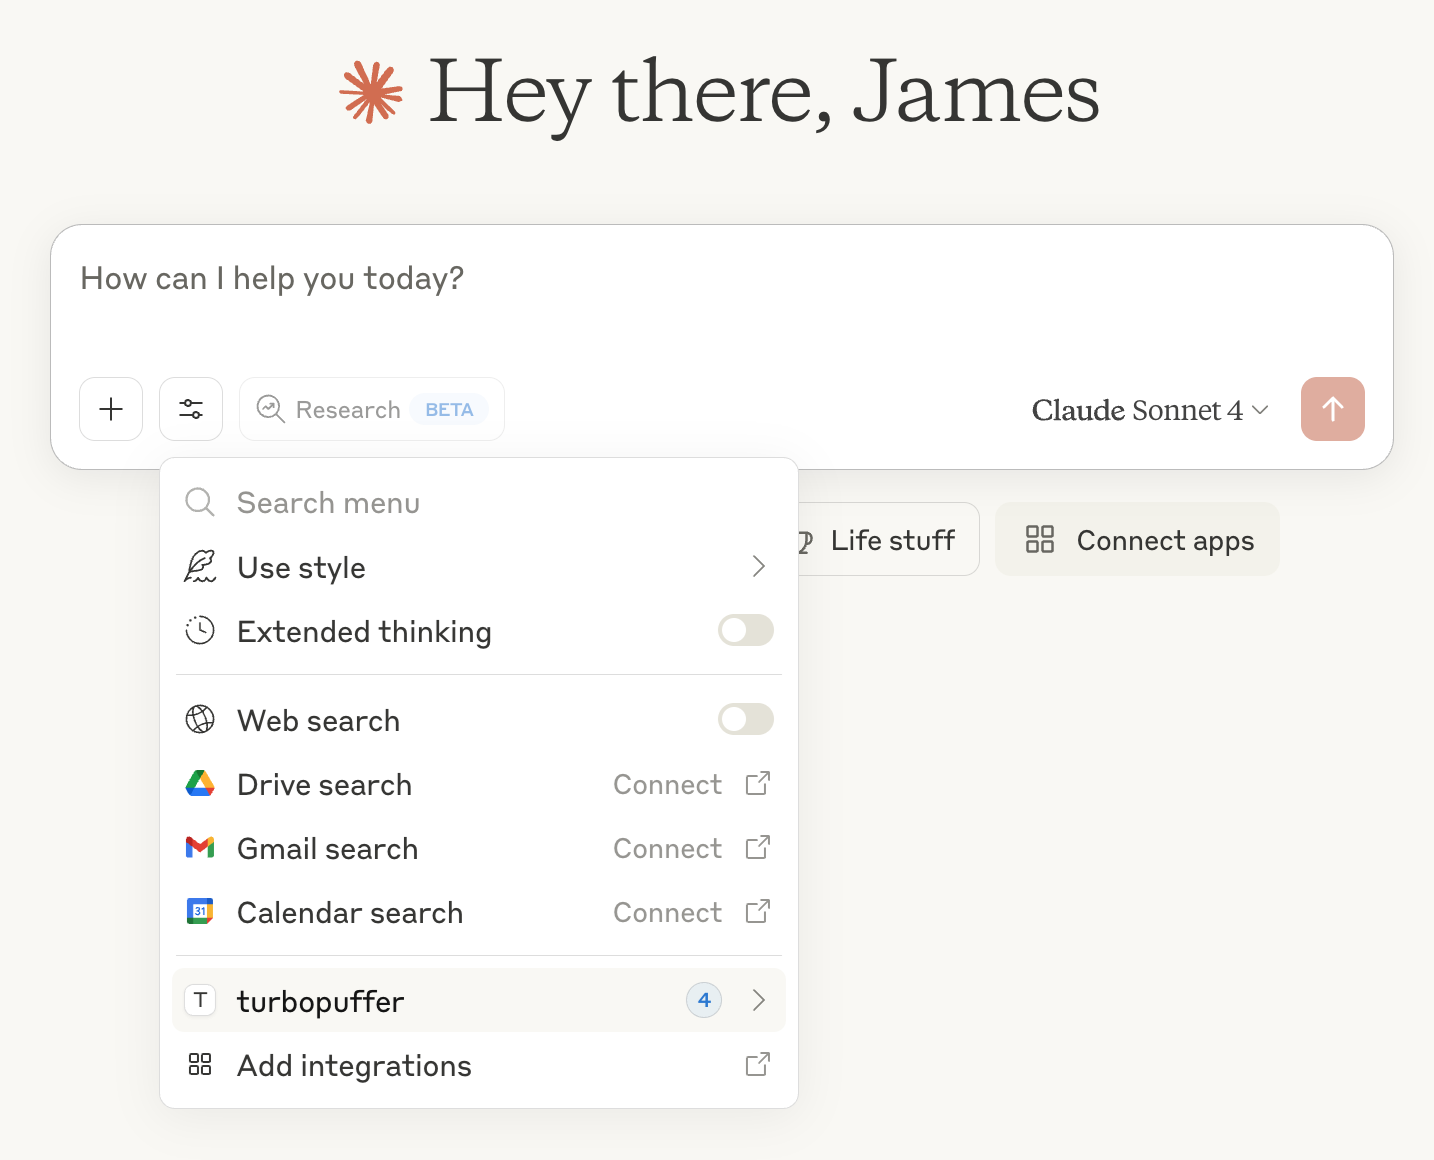 Hey there, James
How can I help you today?
Research BETA
Claude Sonnet 4
Search menu
Use style
Life stuff
Connect apps
Extended thinking
Web search
Drive search Connect
Gmail search Connect
31
Calendar search Connect
T turbopuffer 4
Add integrations